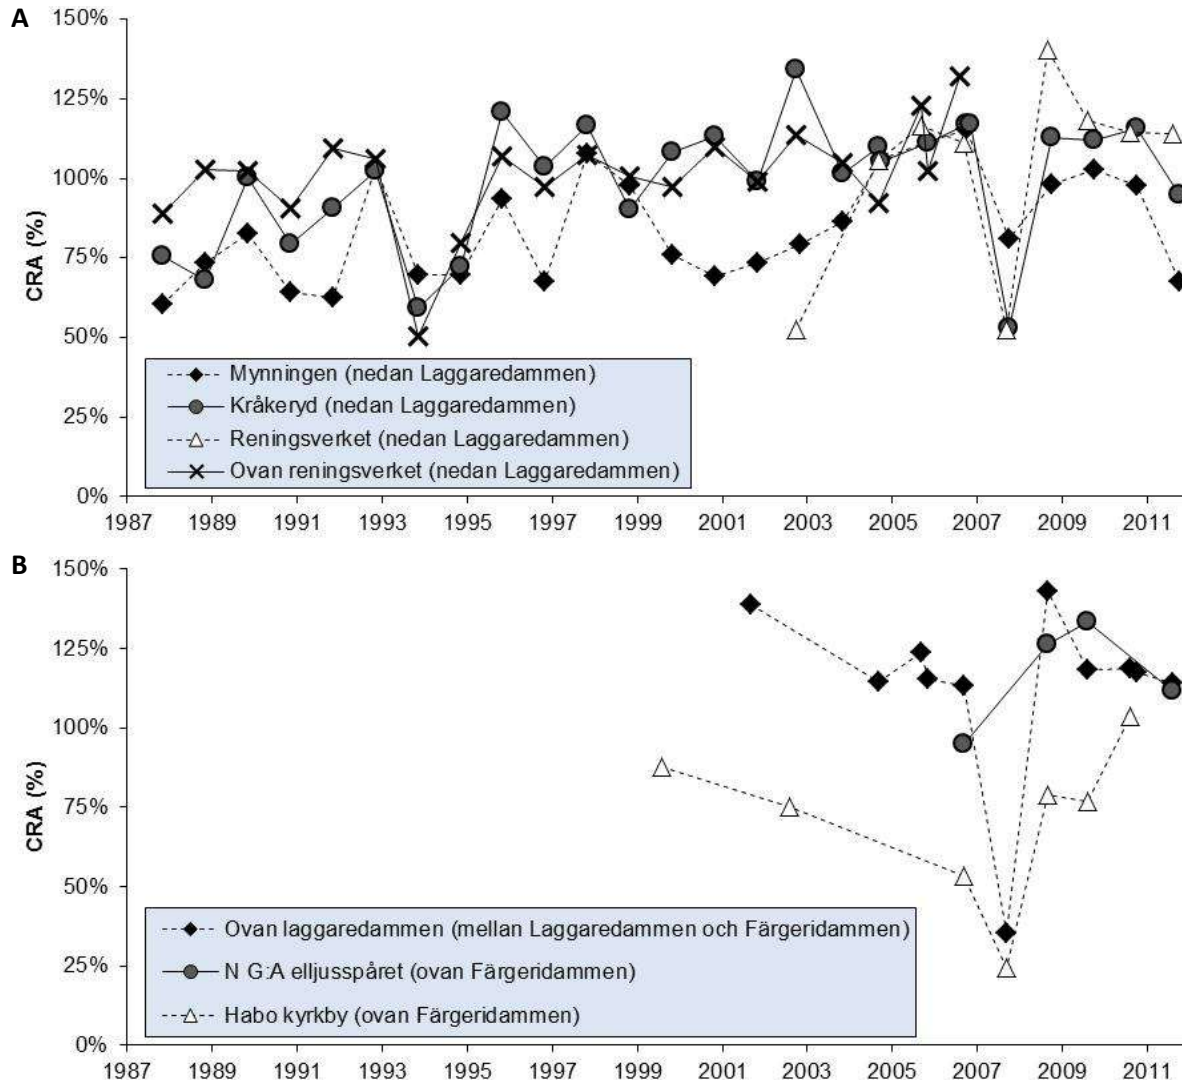 A
150%
125%
100%
75%
50%
25%
0%
CRA (%)
Mynningen (nedan Laggaredammen)
Kråkeryd (nedan Laggaredammen)
Reningsverket (nedan Laggaredammen)
Ovan reningsverket (nedan Laggaredammen)
1987 1989 1991 1993 1995 1997 1999 2001 2003 2005 2007 2009 2011
B
150%
125%
100%
75%
50%
25%
0%
CRA (%)
Ovan laggaredammen (mellan Laggaredammen och Färgeridammen)
N G:A elljusspåret (ovan Färgeridammen)
Habo kyrkby (ovan Färgeridammen)
1987 1989 1991 1993 1995 1997 1999 2001 2003 2005 2007 2009 2011